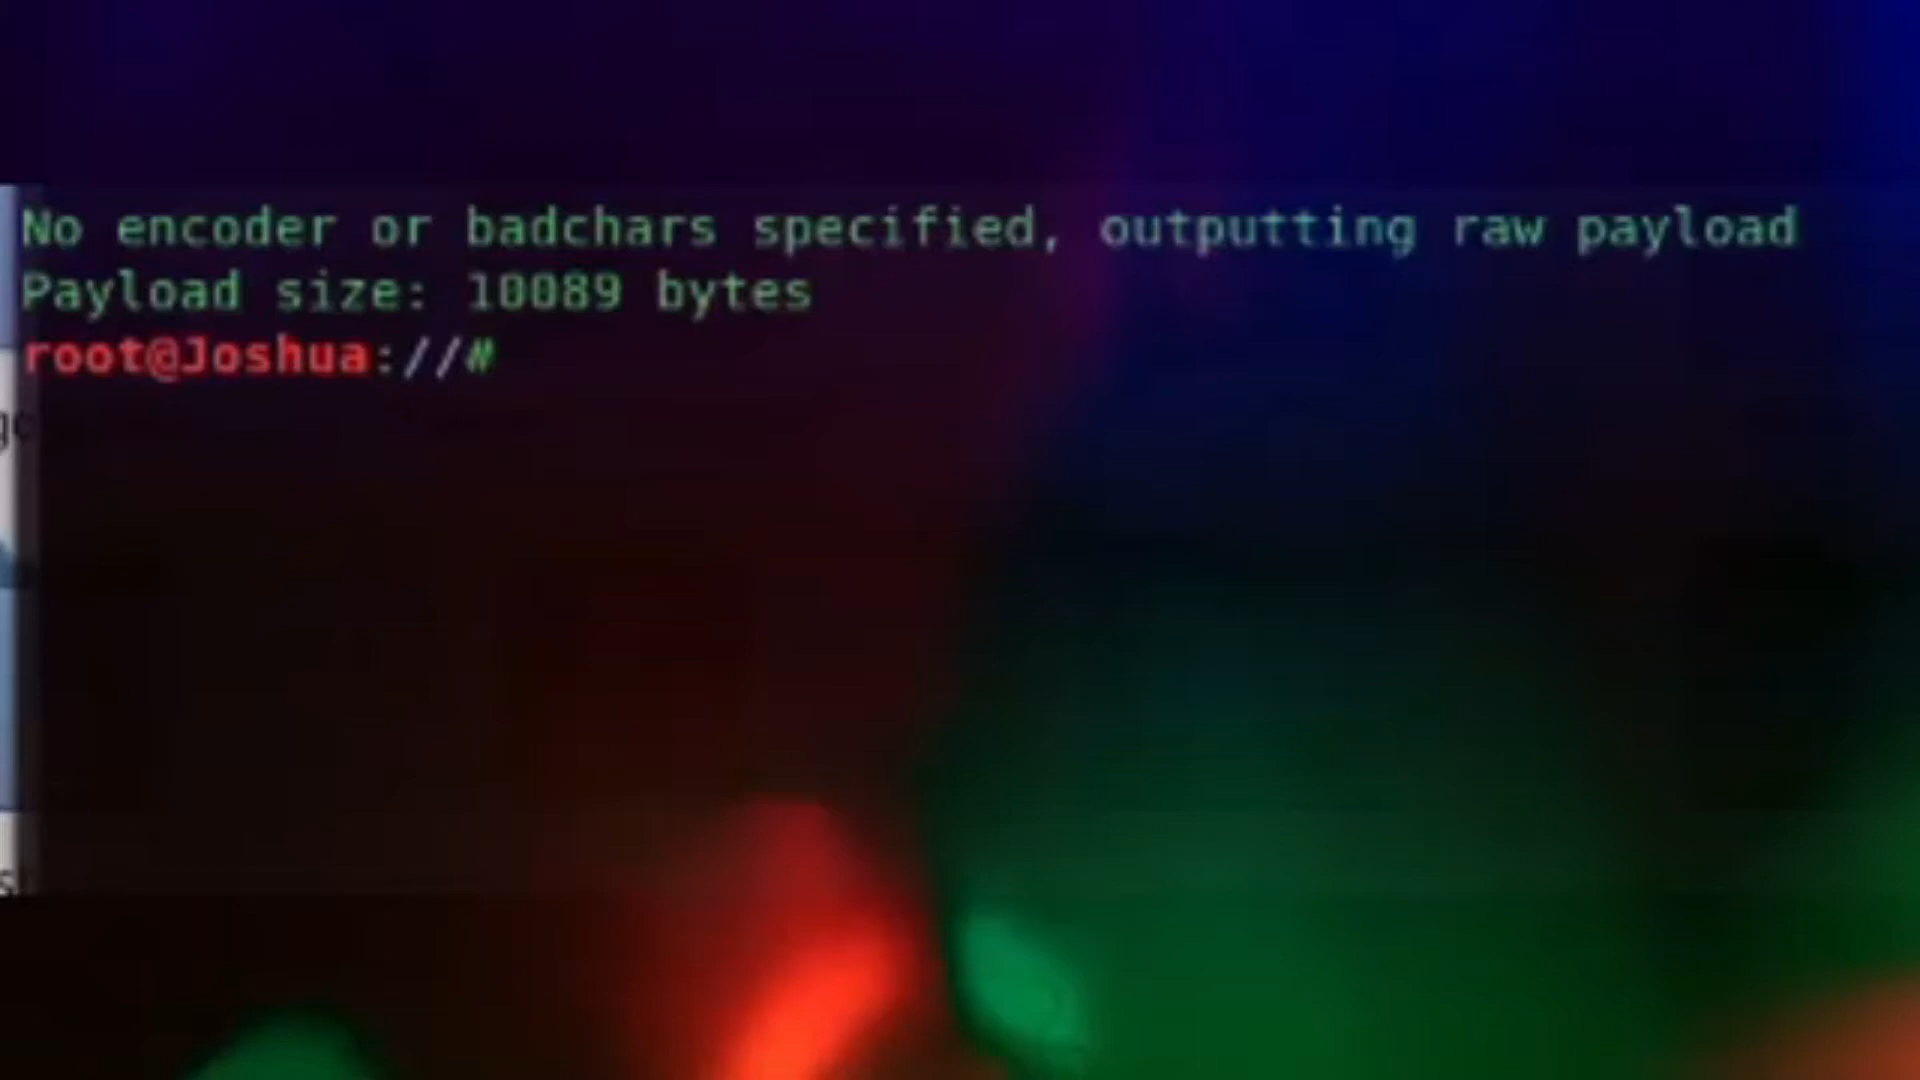 No encoder or badchars specified, outputting raw payload
Payload size: 10089 bytes
root@Joshua://#